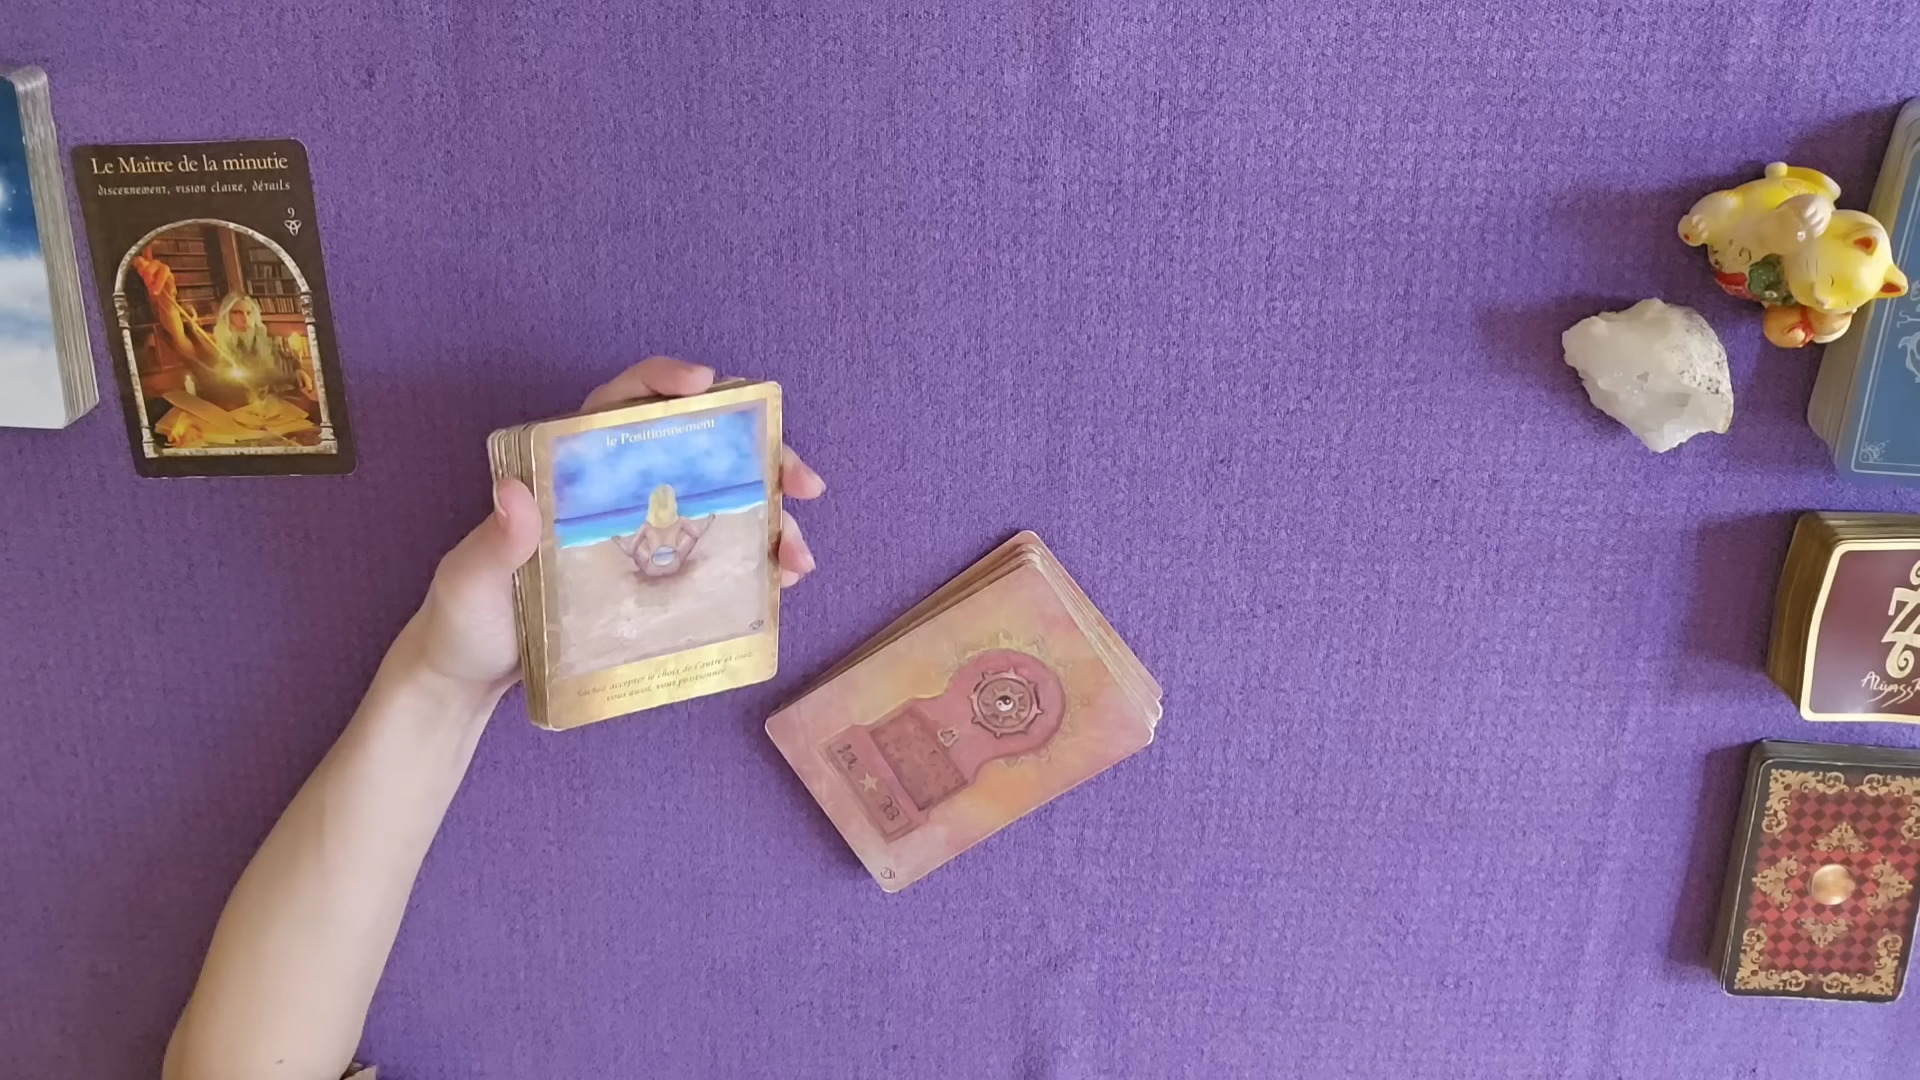 Le Maître de la minutie
discernement, vision claire, détails
9
le Positionnement
Sachez accepter le choix de l'autre et osez,
vous aussi, vous positionner.